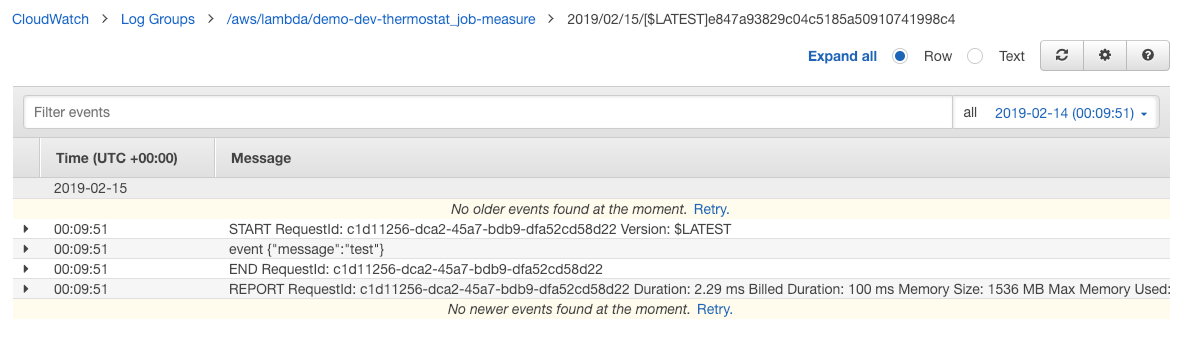 CloudWatch > Log Groups > /aws/lambda/demo-dev-thermostat_job-measure > 2019/02/15/[$LATEST]e847a93829c04c5185a50910741998c4
Expand all Row Text
Filter events all 2019-02-14 (00:09:51)
Time (UTC +00:00) Message
2019-02-15
No older events found at the moment. Retry.
00:09:51 START RequestId: c1d11256-dca2-45a7-bdb9-dfa52cd58d22 Version: $LATEST
00:09:51 event {"message":"test"}
00:09:51 END RequestId: c1d11256-dca2-45a7-bdb9-dfa52cd58d22
00:09:51 REPORT RequestId: c1d11256-dca2-45a7-bdb9-dfa52cd58d22 Duration: 2.29 ms Billed Duration: 100 ms Memory Size: 1536 MB Max Memory Used:
No newer events found at the moment. Retry.